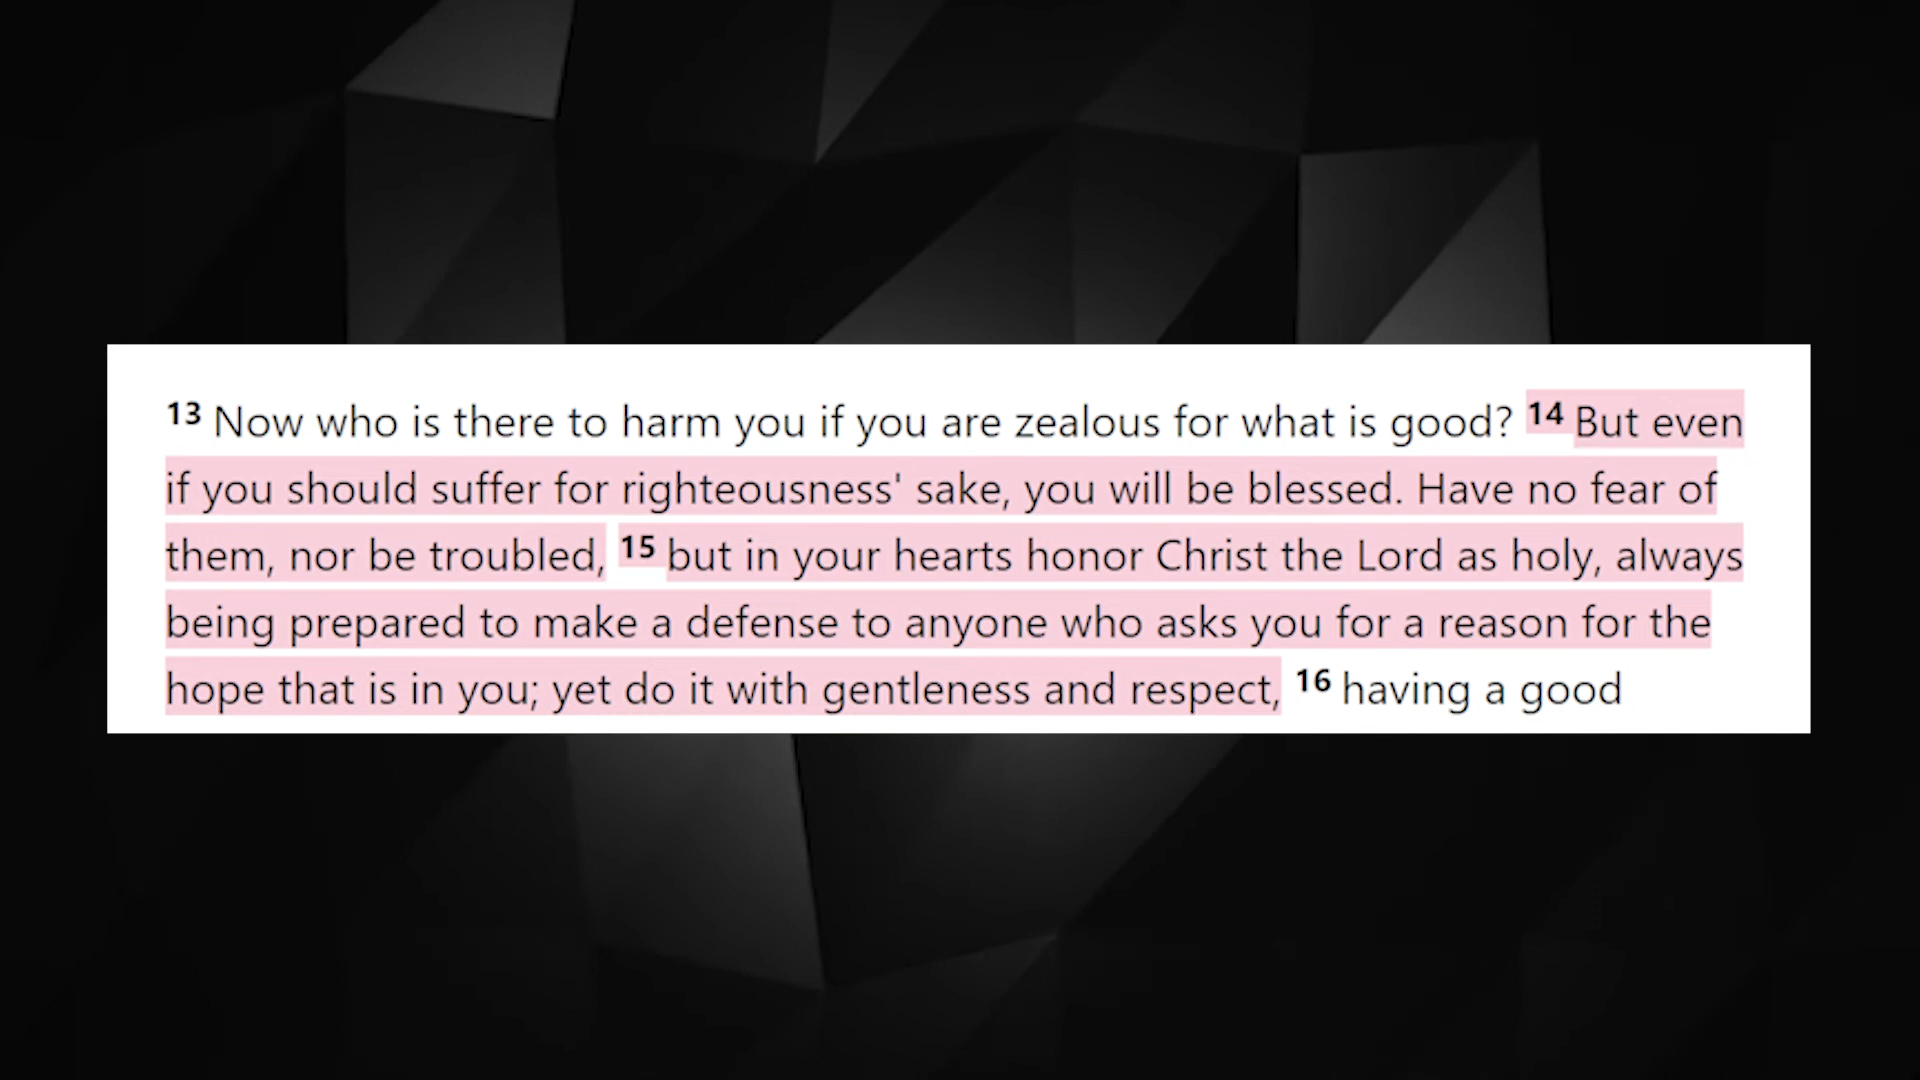 13 Now who is there to harm you if you are zealous for what is good? 14 But even
if you should suffer for righteousness' sake, you will be blessed. Have no fear of
them, nor be troubled, 15 but in your hearts honor Christ the Lord as holy, always
being prepared to make a defense to anyone who asks you for a reason for the
hope that is in you; yet do it with gentleness and respect, 16 having a good